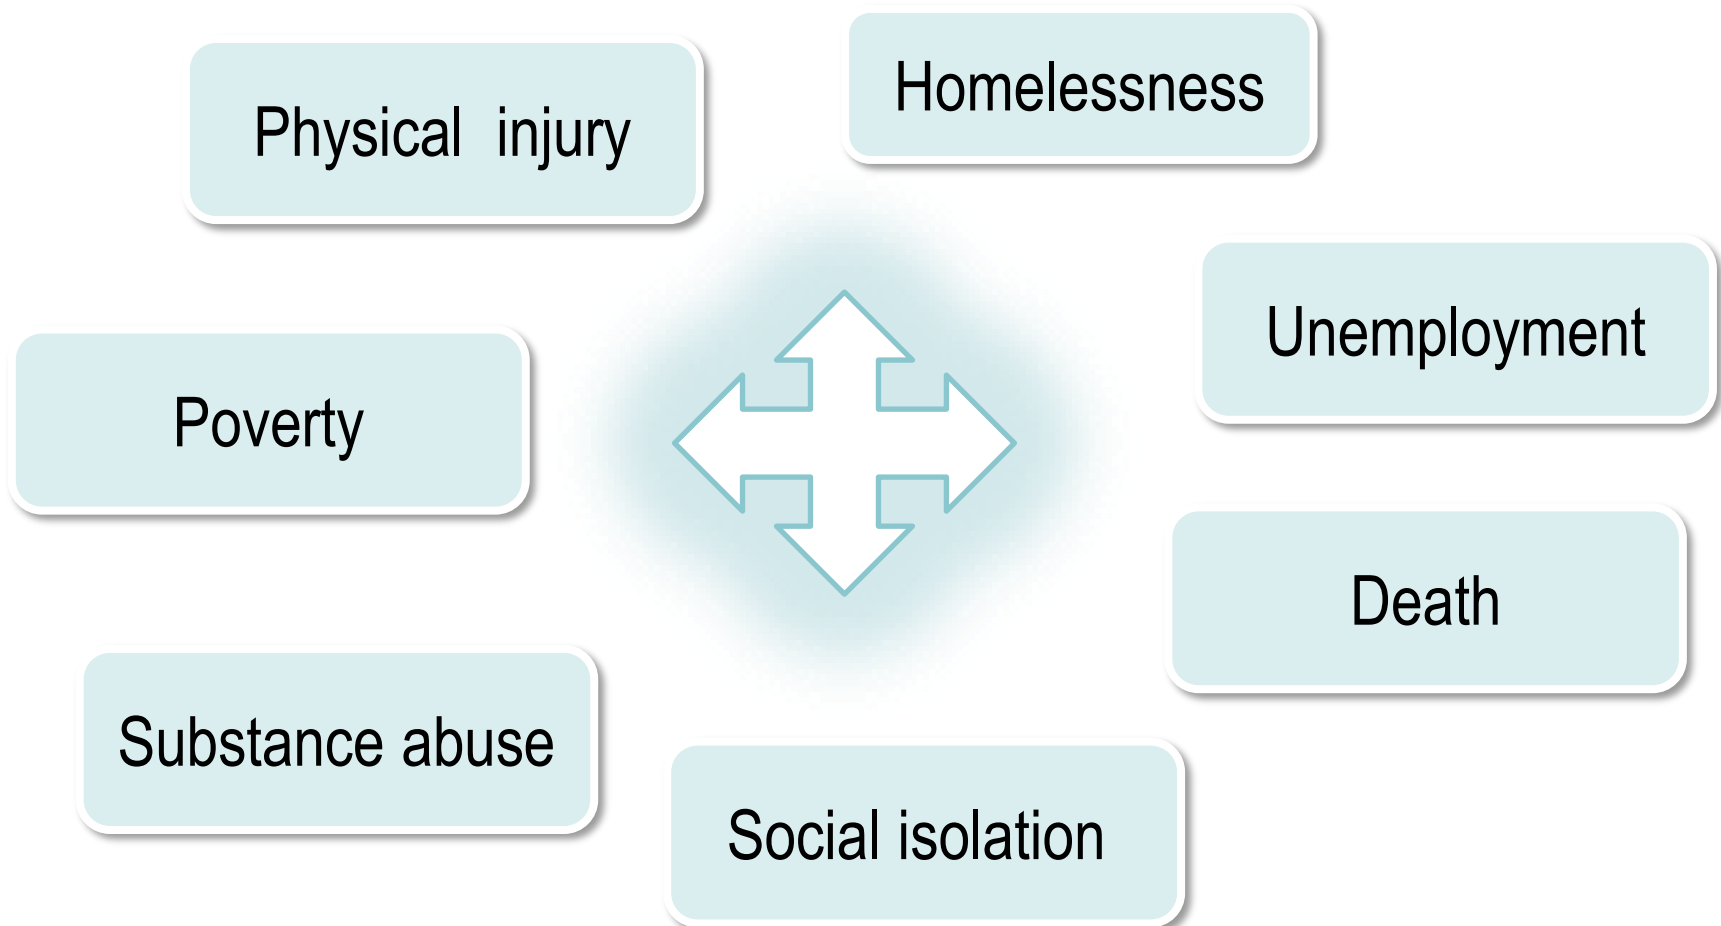 Homelessness
Physical injury
Unemployment
Poverty
Death
Substance abuse
Social isolation